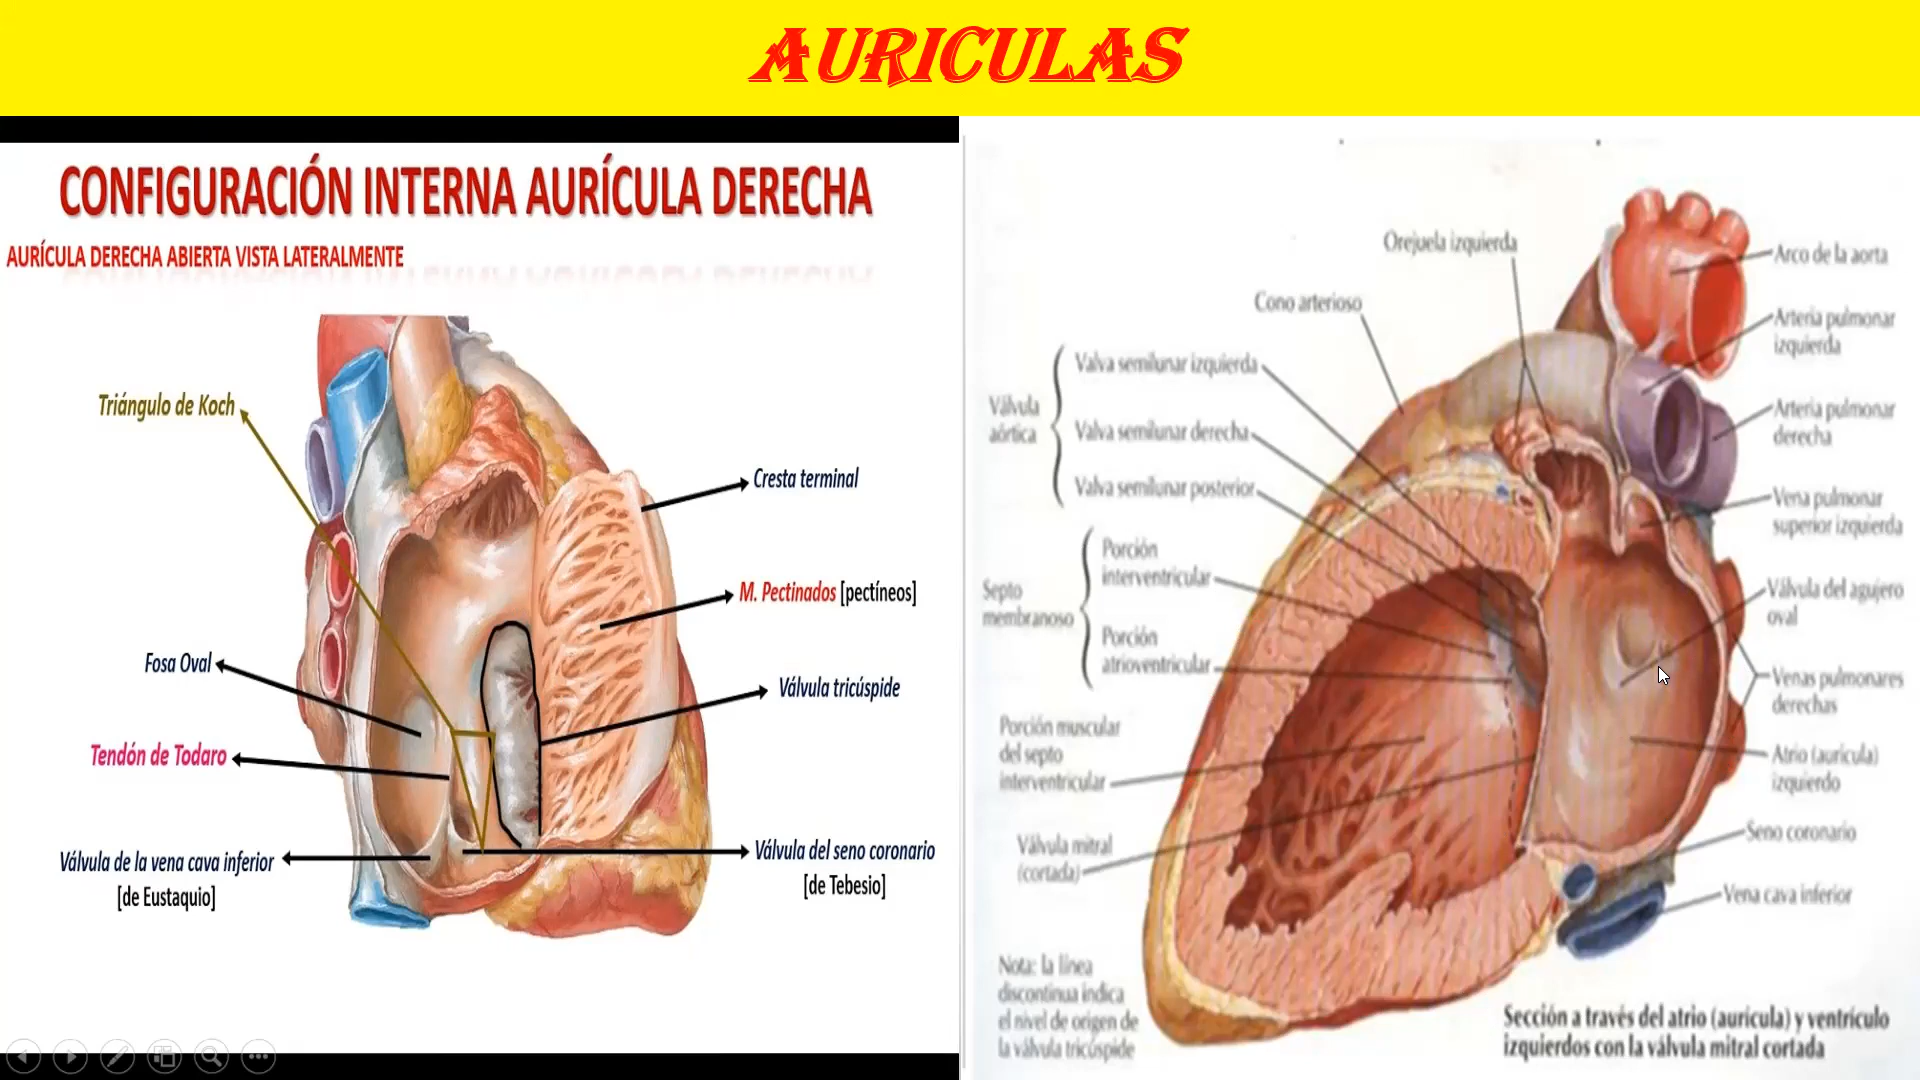 AURICULAS
CONFIGURACIÓN INTERNA AURÍCULA DERECHA
AURÍCULA DERECHA ABIERTA VISTA LATERALMENTE
Triángulo de Koch
Cresta terminal
M. Pectinados [pectíneos]
Fosa Oval
Válvula tricúspide
Tendón de Todaro
Válvula de la vena cava inferior
[de Eustaquio]
Válvula del seno coronario
[de Tebesio]
Orejuela izquierda
Cono arterioso
Válvula
aórtica
Valva semilunar izquierda
Valva semilunar derecha
Valva semilunar posterior
Septo
membranoso
Porción
interventricular
Porción
atrioventricular
Porción muscular
del septo
interventricular
Válvula mitral
(cortada)
Nota: la línea
discontinua indica
el nivel de origen de
la válvula tricúspide
Arco de la aorta
Arteria pulmonar
izquierda
Arteria pulmonar
derecha
Vena pulmonar
superior izquierda
Válvula del agujero
oval
Venas pulmonares
derechas
Atrio (aurícula)
izquierdo
Seno coronario
Vena cava inferior
Sección a través del atrio (aurícula) y ventrículo
izquierdos con la válvula mitral cortada